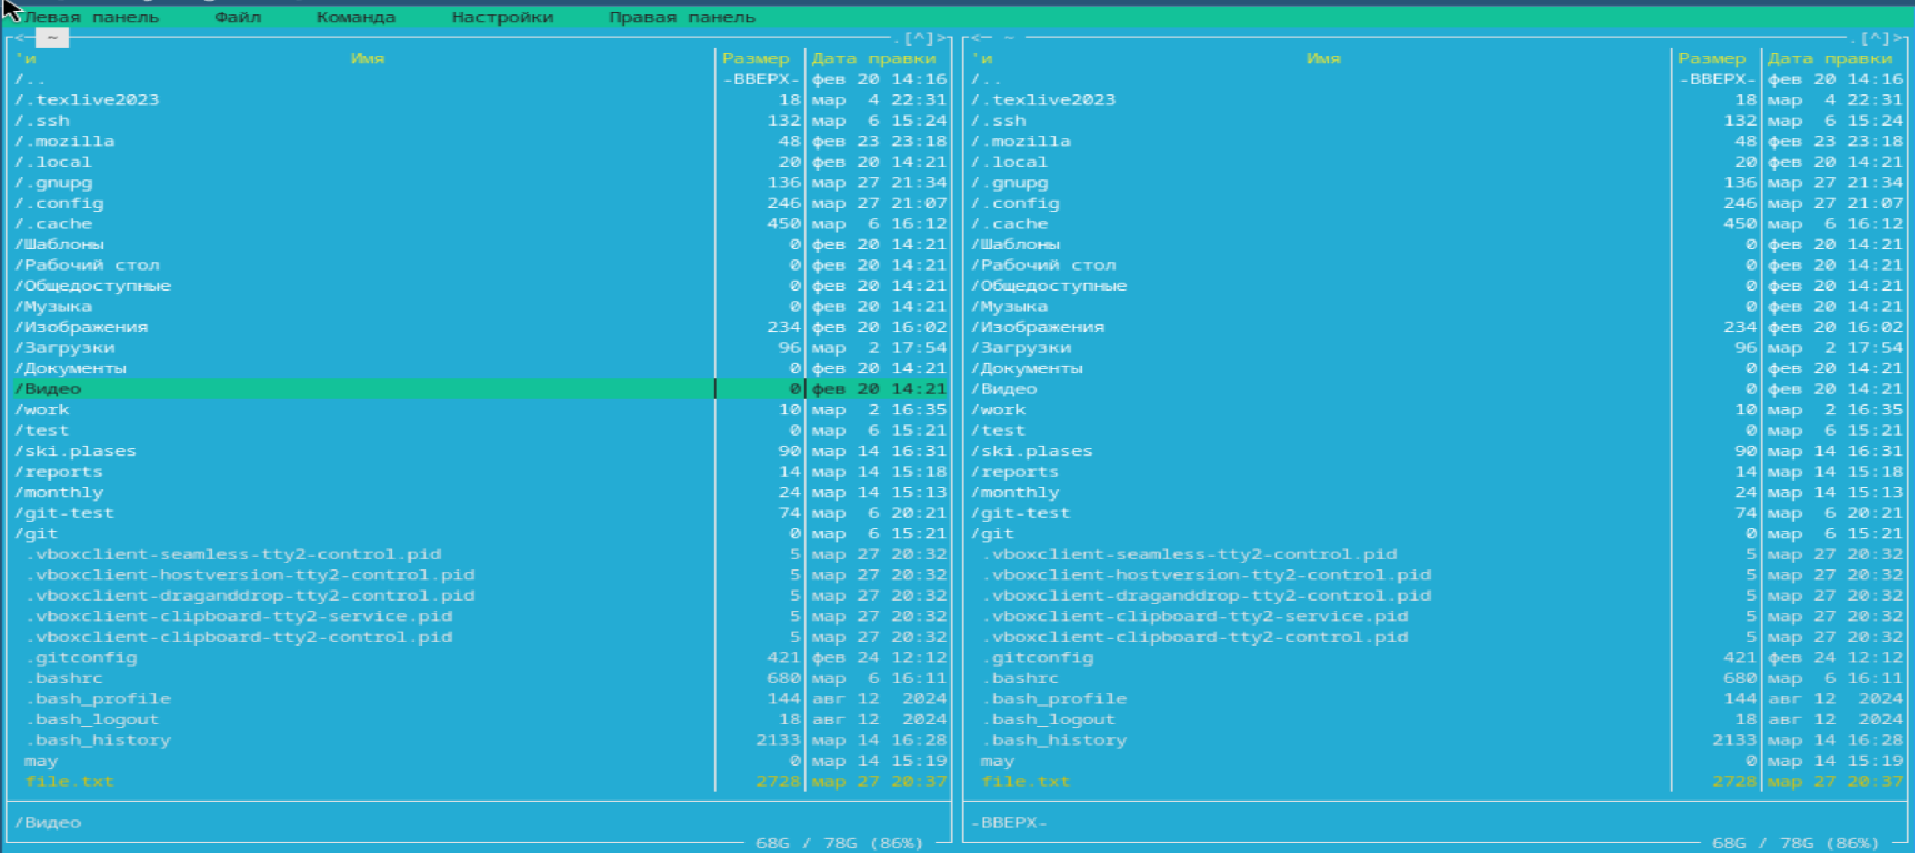 Левая панель Файл Команда Настройки Правая панель
<— ~ .[^]> <— ~ .[^]>
'и Имя Размер Дата правки 'и Имя Размер Дата правки
/.. -ВВЕРХ- фев 20 14:16 /.. -ВВЕРХ- фев 20 14:16
/.texlive2023 18 мар 4 22:31 /.texlive2023 18 мар 4 22:31
/.ssh 132 мар 6 15:24 /.ssh 132 мар 6 15:24
/.mozilla 48 фев 23 23:18 /.mozilla 48 фев 23 23:18
/.local 20 фев 20 14:21 /.local 20 фев 20 14:21
/.gnupg 136 мар 27 21:34 /.gnupg 136 мар 27 21:34
/.config 246 мар 27 21:07 /.config 246 мар 27 21:07
/.cache 450 мар 6 16:12 /.cache 450 мар 6 16:12
/Шаблоны 0 фев 20 14:21 /Шаблоны 0 фев 20 14:21
/Рабочий стол 0 фев 20 14:21 /Рабочий стол 0 фев 20 14:21
/Общедоступные 0 фев 20 14:21 /Общедоступные 0 фев 20 14:21
/Музыка 0 фев 20 14:21 /Музыка 0 фев 20 14:21
/Изображения 234 фев 20 16:02 /Изображения 234 фев 20 16:02
/Загрузки 96 мар 2 17:54 /Загрузки 96 мар 2 17:54
/Документы 0 фев 20 14:21 /Документы 0 фев 20 14:21
/Видео 0 фев 20 14:21 /Видео 0 фев 20 14:21
/work 10 мар 2 16:35 /work 10 мар 2 16:35
/test 0 мар 6 15:21 /test 0 мар 6 15:21
/ski.plases 90 мар 14 16:31 /ski.plases 90 мар 14 16:31
/reports 14 мар 14 15:18 /reports 14 мар 14 15:18
/monthly 24 мар 14 15:13 /monthly 24 мар 14 15:13
/git-test 74 мар 6 20:21 /git-test 74 мар 6 20:21
/git 0 мар 6 15:21 /git 0 мар 6 15:21
.vboxclient-seamless-tty2-control.pid 5 мар 27 20:32 .vboxclient-seamless-tty2-control.pid 5 мар 27 20:32
.vboxclient-hostversion-tty2-control.pid 5 мар 27 20:32 .vboxclient-hostversion-tty2-control.pid 5 мар 27 20:32
.vboxclient-draganddrop-tty2-control.pid 5 мар 27 20:32 .vboxclient-draganddrop-tty2-control.pid 5 мар 27 20:32
.vboxclient-clipboard-tty2-service.pid 5 мар 27 20:32 .vboxclient-clipboard-tty2-service.pid 5 мар 27 20:32
.vboxclient-clipboard-tty2-control.pid 5 мар 27 20:32 .vboxclient-clipboard-tty2-control.pid 5 мар 27 20:32
.gitconfig 421 фев 24 12:12 .gitconfig 421 фев 24 12:12
.bashrc 680 мар 6 16:11 .bashrc 680 мар 6 16:11
.bash_profile 144 авг 12 2024 .bash_profile 144 авг 12 2024
.bash_logout 18 авг 12 2024 .bash_logout 18 авг 12 2024
.bash_history 2133 мар 14 16:28 .bash_history 2133 мар 14 16:28
may 0 мар 14 15:19 may 0 мар 14 15:19
file.txt 2728 мар 27 20:37 file.txt 2728 мар 27 20:37
/Видео -ВВЕРХ-
68G / 78G (86%) 68G / 78G (86%)